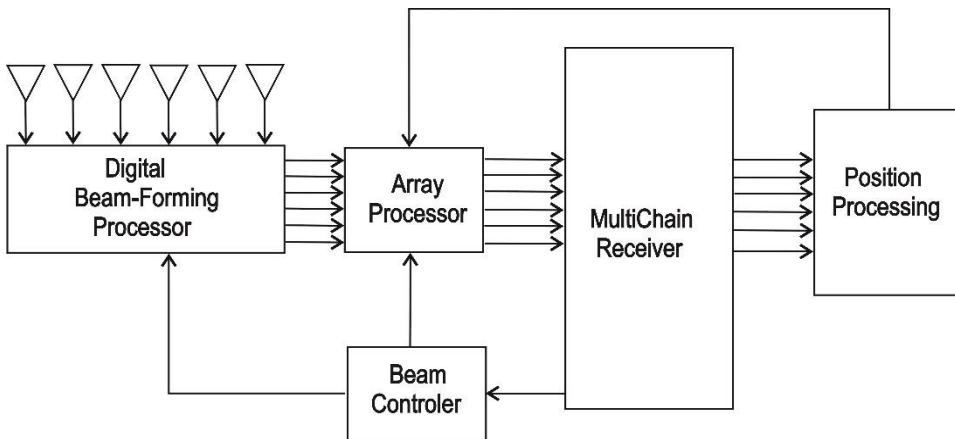 Digital
Beam-Forming
Processor
Array
Processor
MultiChain
Receiver
Position
Processing
Beam
Controler